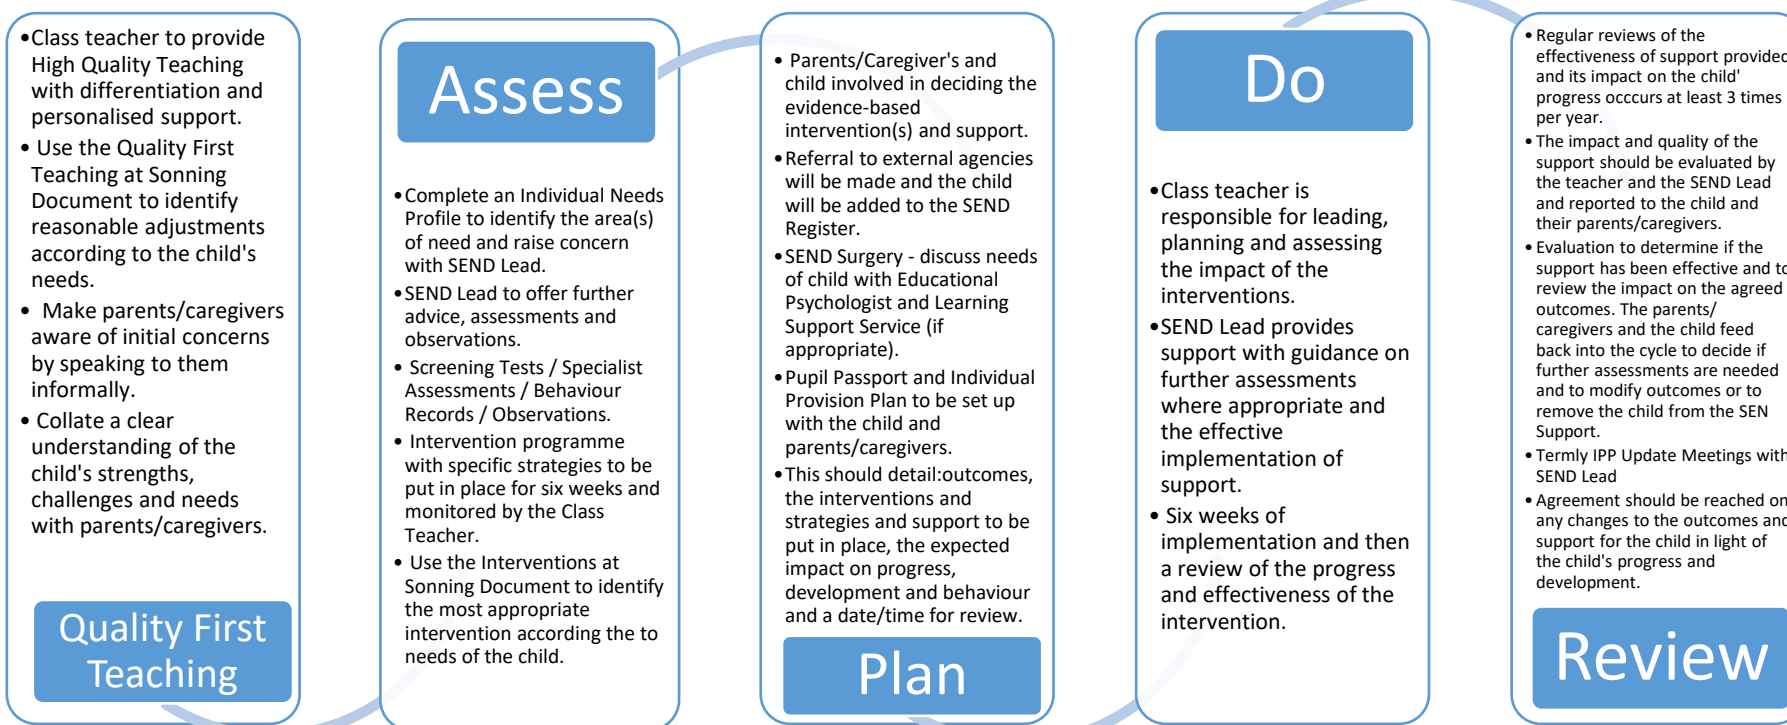 •Class teacher to provide
High Quality Teaching
with differentiation and
personalised support.
• Use the Quality First
Teaching at Sonning
Document to identify
reasonable adjustments
according to the child's
needs.
• Make parents/caregivers
aware of initial concerns
by speaking to them
informally.
• Collate a clear
understanding of the
child's strengths,
challenges and needs
with parents/caregivers.
Quality First
Teaching
Assess
•Complete an Individual Needs
Profile to identify the area(s)
of need and raise concern
with SEND Lead.
•SEND Lead to offer further
advice, assessments and
observations.
• Screening Tests / Specialist
Assessments / Behaviour
Records / Observations.
• Intervention programme
with specific strategies to be
put in place for six weeks and
monitored by the Class
Teacher.
• Use the Interventions at
Sonning Document to identify
the most appropriate
intervention according the to
needs of the child.
• Parents/Caregiver's and
child involved in deciding the
evidence-based
intervention(s) and support.
•Referral to external agencies
will be made and the child
will be added to the SEND
Register.
•SEND Surgery - discuss needs
of child with Educational
Psychologist and Learning
Support Service (if
appropriate).
•Pupil Passport and Individual
Provision Plan to be set up
with the child and
parents/caregivers.
•This should detail:outcomes,
the interventions and
strategies and support to be
put in place, the expected
impact on progress,
development and behaviour
and a date/time for review.
Plan
Do
•Class teacher is
responsible for leading,
planning and assessing
the impact of the
interventions.
•SEND Lead provides
support with guidance on
further assessments
where appropriate and
the effective
implementation of
support.
• Six weeks of
implementation and then
a review of the progress
and effectiveness of the
intervention.
•Regular reviews of the
effectiveness of support provided
and its impact on the child'
progress occcurs at least 3 times
per year.
•The impact and quality of the
support should be evaluated by
the teacher and the SEND Lead
and reported to the child and
their parents/caregivers.
•Evaluation to determine if the
support has been effective and to
review the impact on the agreed
outcomes. The parents/
caregivers and the child feed
back into the cycle to decide if
further assessments are needed
and to modify outcomes or to
remove the child from the SEN
Support.
•Termly IPP Update Meetings with
SEND Lead
•Agreement should be reached on
any changes to the outcomes and
support for the child in light of
the child's progress and
development.
Review